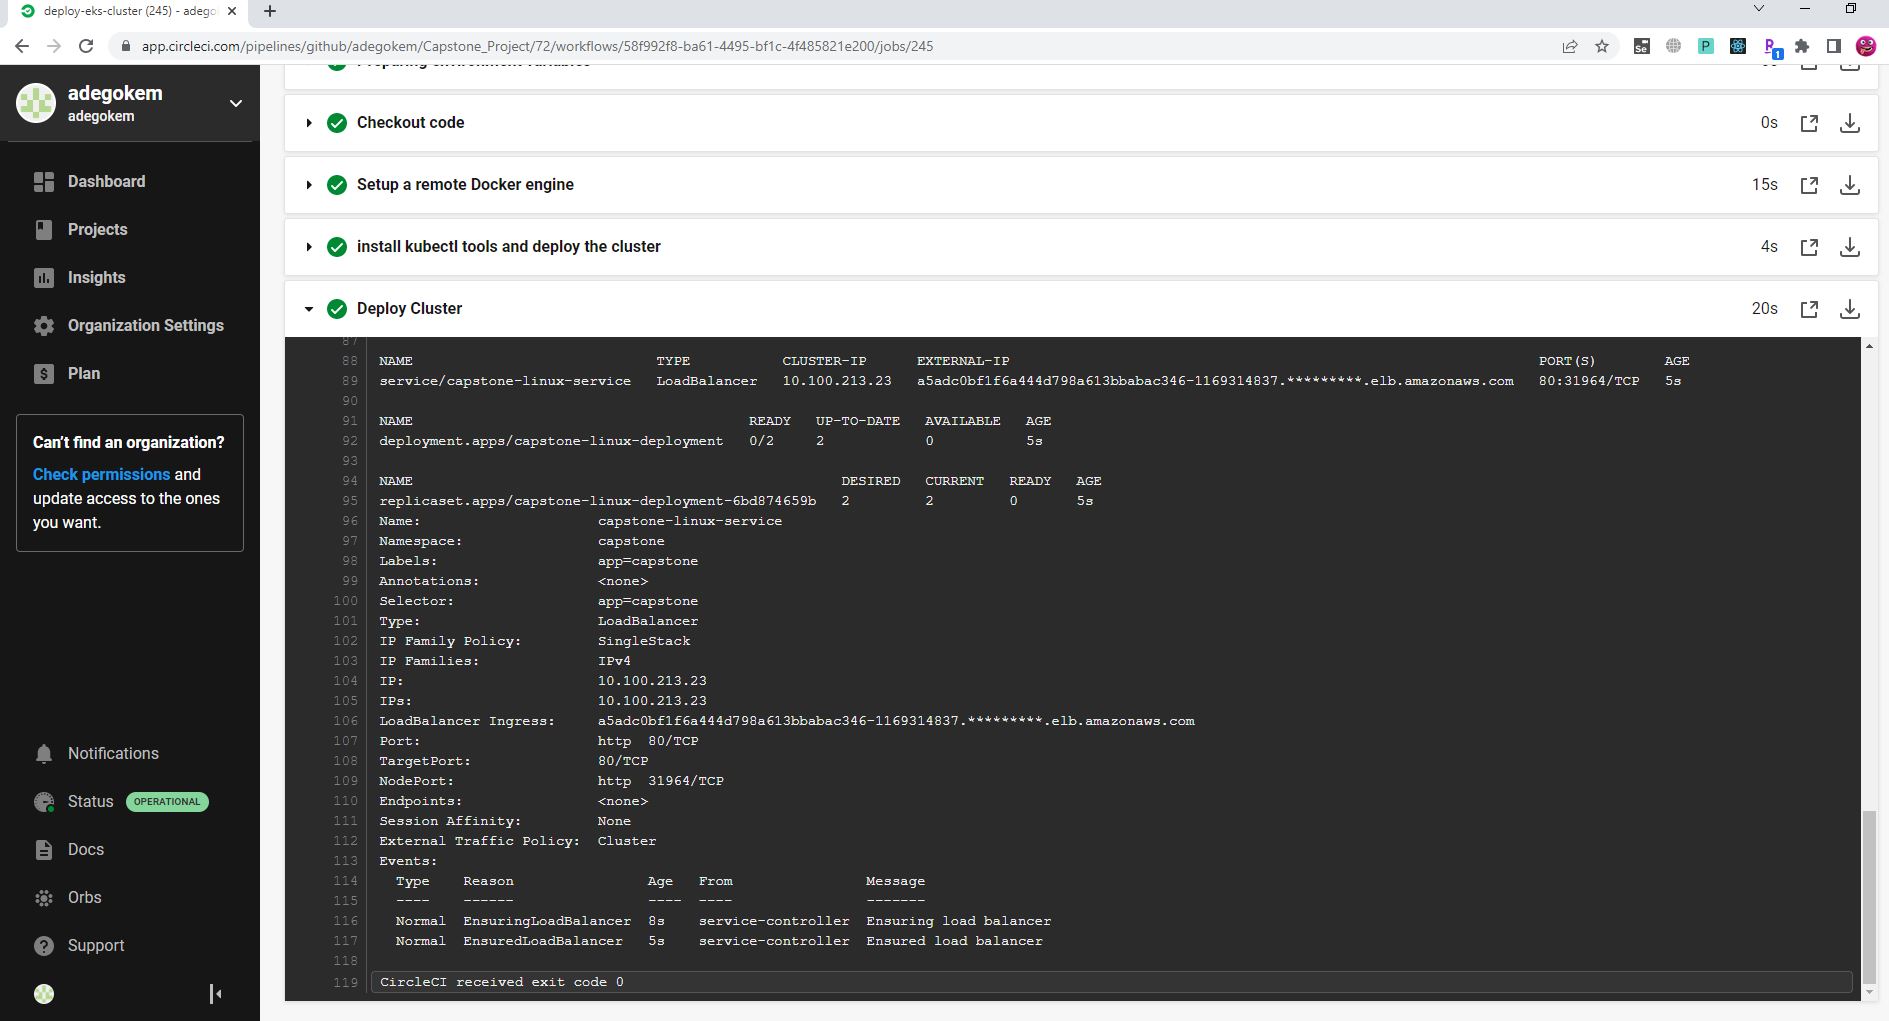 deploy-eks-cluster (245) - adego
app.circleci.com/pipelines/github/adegokem/Capstone_Project/72/workflows/58f992f8-ba61-4495-bf1c-4f485821e200/jobs/245
Se
P
R
1
adegokem
adegokem
Dashboard
Projects
Insights
Organization Settings
Plan
Can't find an organization?
Check permissions and
update access to the ones
you want.
Notifications
Status OPERATIONAL
Docs
Orbs
Support
Preparing environment variables
Checkout code 0s
Setup a remote Docker engine 15s
install kubectl tools and deploy the cluster 4s
Deploy Cluster 20s
87
88 NAME TYPE CLUSTER-IP EXTERNAL-IP PORT(S) AGE
89 service/capstone-linux-service LoadBalancer 10.100.213.23 a5adc0bf1f6a444d798a613bbabac346-1169314837.*********.elb.amazonaws.com 80:31964/TCP 5s
90
91 NAME READY UP-TO-DATE AVAILABLE AGE
92 deployment.apps/capstone-linux-deployment 0/2 2 0 5s
93
94 NAME DESIRED CURRENT READY AGE
95 replicaset.apps/capstone-linux-deployment-6bd874659b 2 2 0 5s
96 Name: capstone-linux-service
97 Namespace: capstone
98 Labels: app=capstone
99 Annotations: <none>
100 Selector: app=capstone
101 Type: LoadBalancer
102 IP Family Policy: SingleStack
103 IP Families: IPv4
104 IP: 10.100.213.23
105 IPs: 10.100.213.23
106 LoadBalancer Ingress: a5adc0bf1f6a444d798a613bbabac346-1169314837.*********.elb.amazonaws.com
107 Port: http 80/TCP
108 TargetPort: 80/TCP
109 NodePort: http 31964/TCP
110 Endpoints: <none>
111 Session Affinity: None
112 External Traffic Policy: Cluster
113 Events:
114 Type Reason Age From Message
115 ---- ------ ---- ---- -------
116 Normal EnsuringLoadBalancer 8s service-controller Ensuring load balancer
117 Normal EnsuredLoadBalancer 5s service-controller Ensured load balancer
118
119 CircleCI received exit code 0